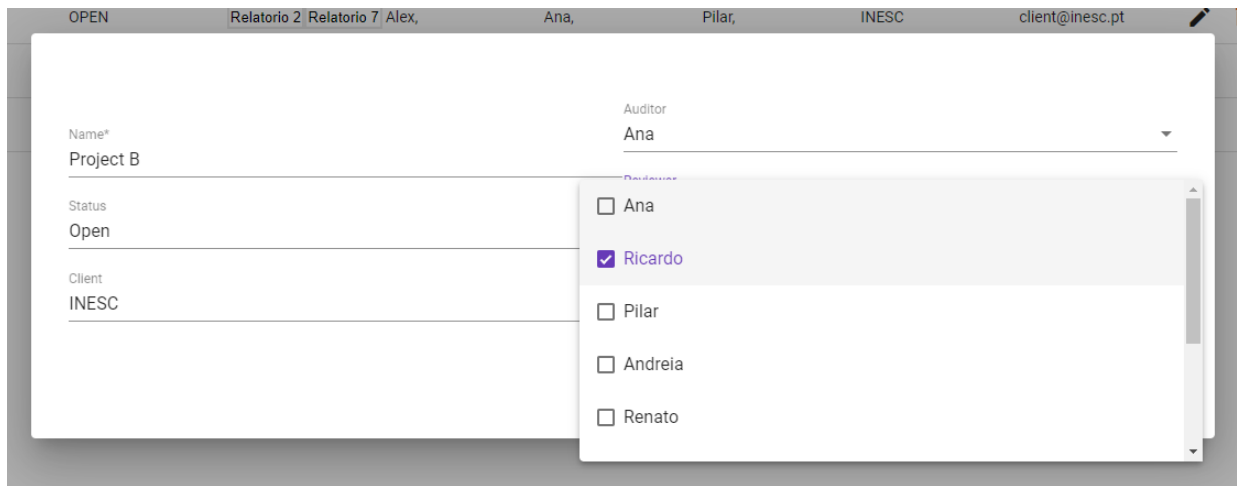 OPEN Relatorio 2 Relatorio 7 Alex, Ana, Pilar, INESC client@inesc.pt
Name*
Project B
Status
Open
Client
INESC
Auditor
Ana
Reviewer
Ana
Ricardo
Pilar
Andreia
Renato